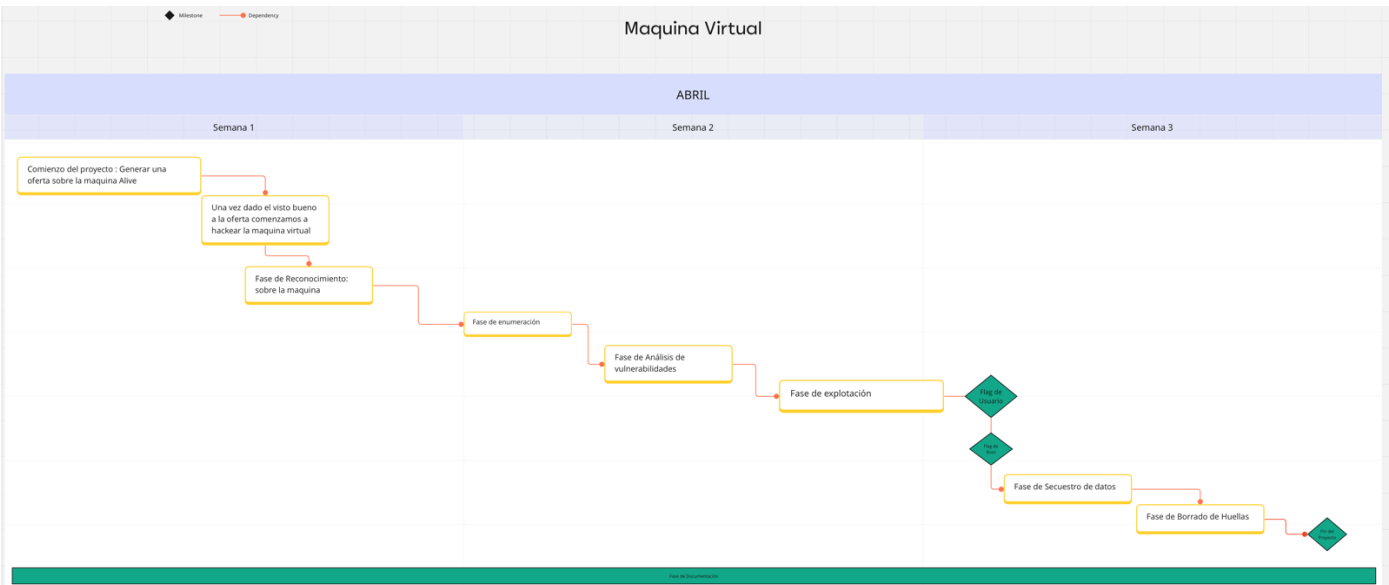 Milestone
Dependency
Maquina Virtual
ABRIL
Semana 1
Semana 2
Semana 3
Comienzo del proyecto : Generar una
oferta sobre la maquina Alive
Una vez dado el visto bueno
a la oferta comenzamos a
hackear la maquina virtual
Fase de Reconocimiento:
sobre la maquina
Fase de enumeración
Fase de Análisis de
vulnerabilidades
Fase de explotación
Flag de
Usuario
Flag de
Root
Fase de Secuestro de datos
Fase de Borrado de Huellas
Fin del
Proyecto
Fase de Documentación